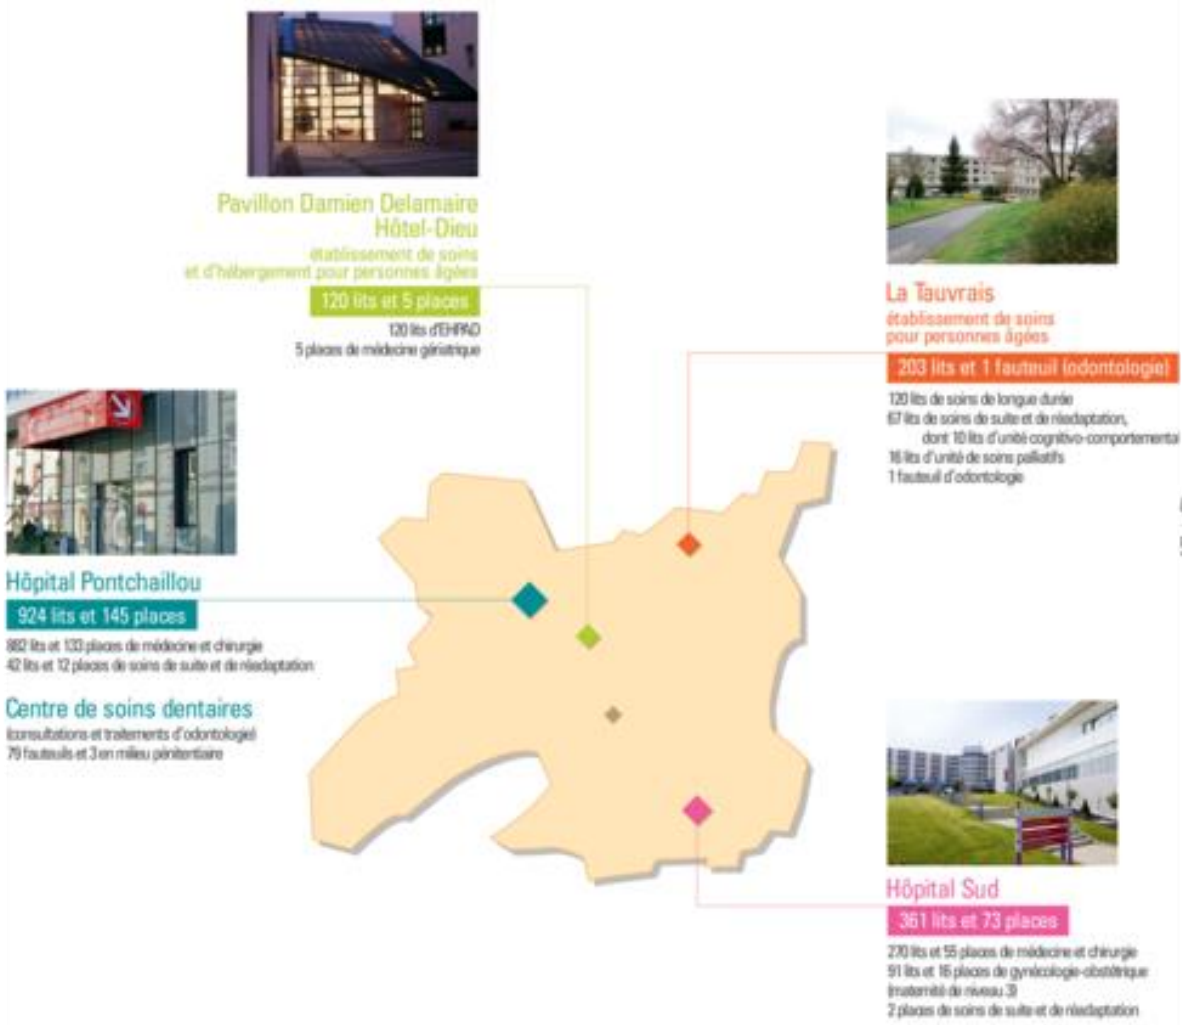 Pavillon Damien Delamaire
Hôtel-Dieu
établissement de soins
et d'hébergement pour personnes âgées
120 lits et 5 places
120 lits d'EHPAD
5 places de médecine gériatrique
La Tauvrais
établissement de soins
pour personnes âgées
203 lits et 1 fauteuil (odontologie)
120 lits de soins de longue durée
67 lits de soins de suite et de réadaptation,
dont 10 lits d'unité cognitivo-comportemental
16 lits d'unité de soins palliatifs
1 fauteuil d'odontologie
Hôpital Pontchaillou
924 lits et 145 places
882 lits et 133 places de médecine et chirurgie
42 lits et 12 places de soins de suite et de réadaptation
Centre de soins dentaires
(consultations et traitements d'odontologie)
79 fauteuils et 3 en milieu pénitentiaire
Hôpital Sud
361 lits et 73 places
270 lits et 55 places de médecine et chirurgie
91 lits et 16 places de gynécologie-obstétrique
(maternité de niveau 3)
2 places de soins de suite et de réadaptation